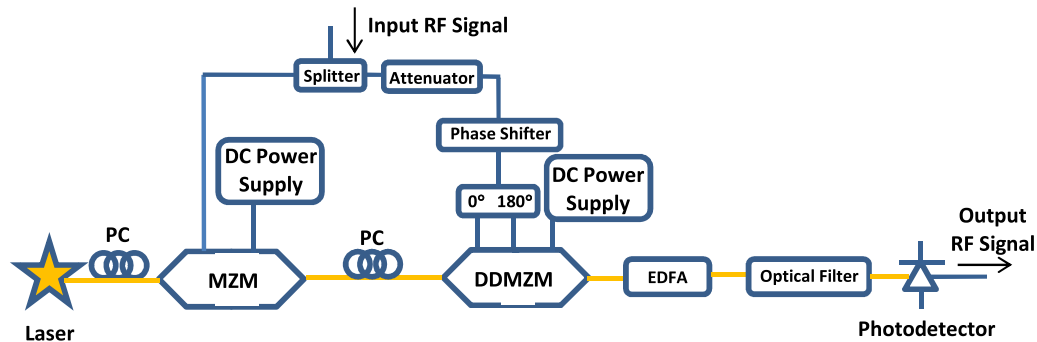 Input RF Signal
Splitter
Attenuator
Phase Shifter
DC Power
Supply
DC Power
Supply
0° 180°
PC
PC
Output
RF Signal
MZM
DDMZM
EDFA
Optical Filter
Laser
Photodetector